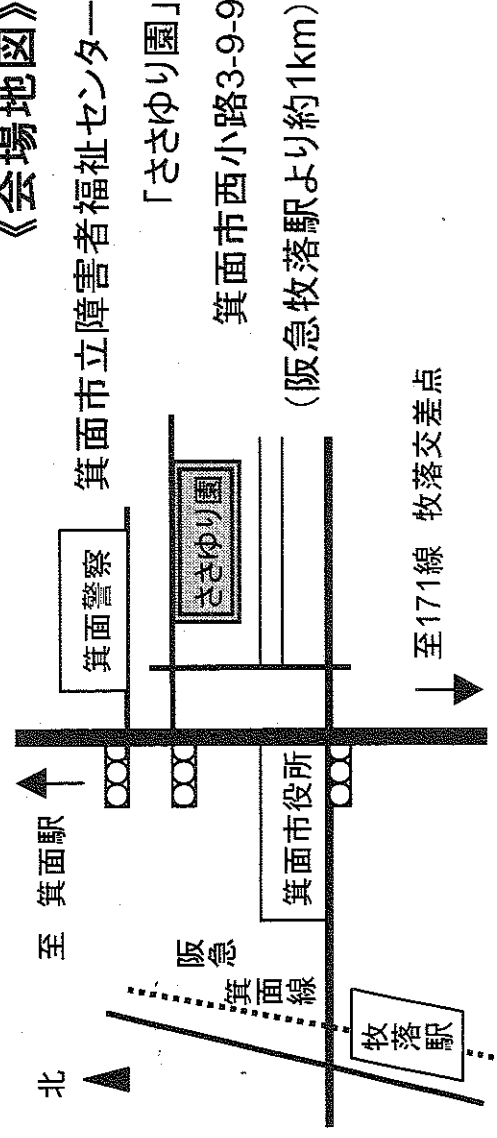 《会場地図》
箕面市立障害者福祉センター
「ささゆり園」
箕面市西小路3-9-9
(阪急牧落駅より約1km)
北
至 箕面駅
箕面警察
ささゆり園
阪急
箕面線
箕面市役所
牧落駅
至171線 牧落交差点